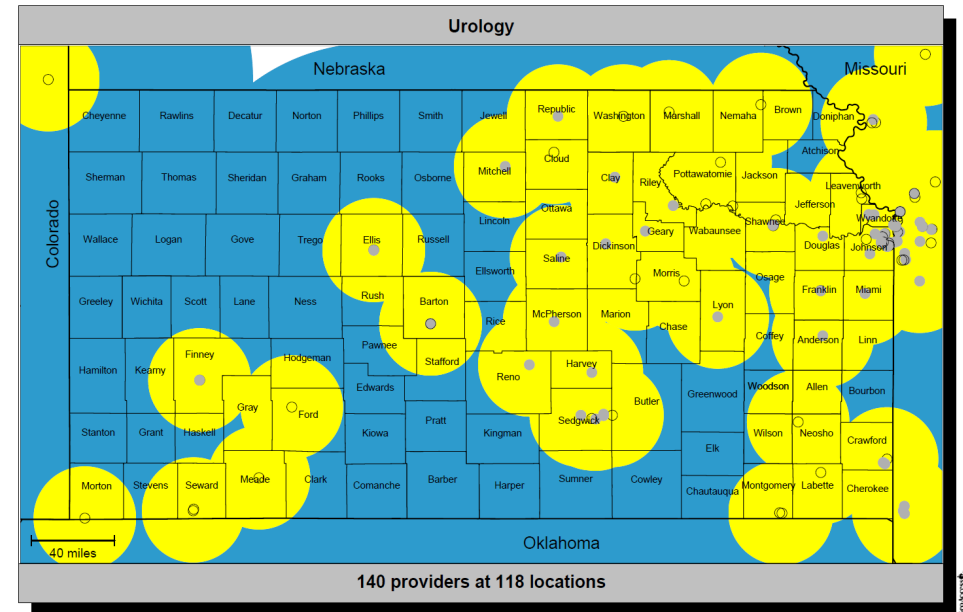 Urology
Nebraska
Missouri
Colorado
Cheyenne Rawlins Decatur Norton Phillips Smith Jewell Republic Washington Marshall Nemaha Brown Doniphan
Atchison
Sherman Thomas Sheridan Graham Rooks Osborne Mitchell Cloud Clay Riley Pottawatomie Jackson
Leavenworth
Jefferson
Wyandotte
Wallace Logan Gove Trego Ellis Russell Lincoln Ottawa
Dickinson Geary Wabaunsee Shawnee Douglas Johnson
Ellsworth Saline Morris Osage
Greeley Wichita Scott Lane Ness Rush Barton Rice McPherson Marion Chase Lyon Franklin Miami
Coffey Anderson Linn
Hamilton Kearny Finney Hodgeman Pawnee Stafford Reno Harvey
Edwards Butler Greenwood Woodson Allen Bourbon
Gray Ford
Stanton Grant Haskell Kiowa Pratt Kingman Sedgwick Elk Wilson Neosho Crawford
Morton Stevens Seward Meade Clark Comanche Barber Harper Sumner Cowley Chautauqua Montgomery Labette Cherokee
40 miles
Oklahoma
140 providers at 118 locations